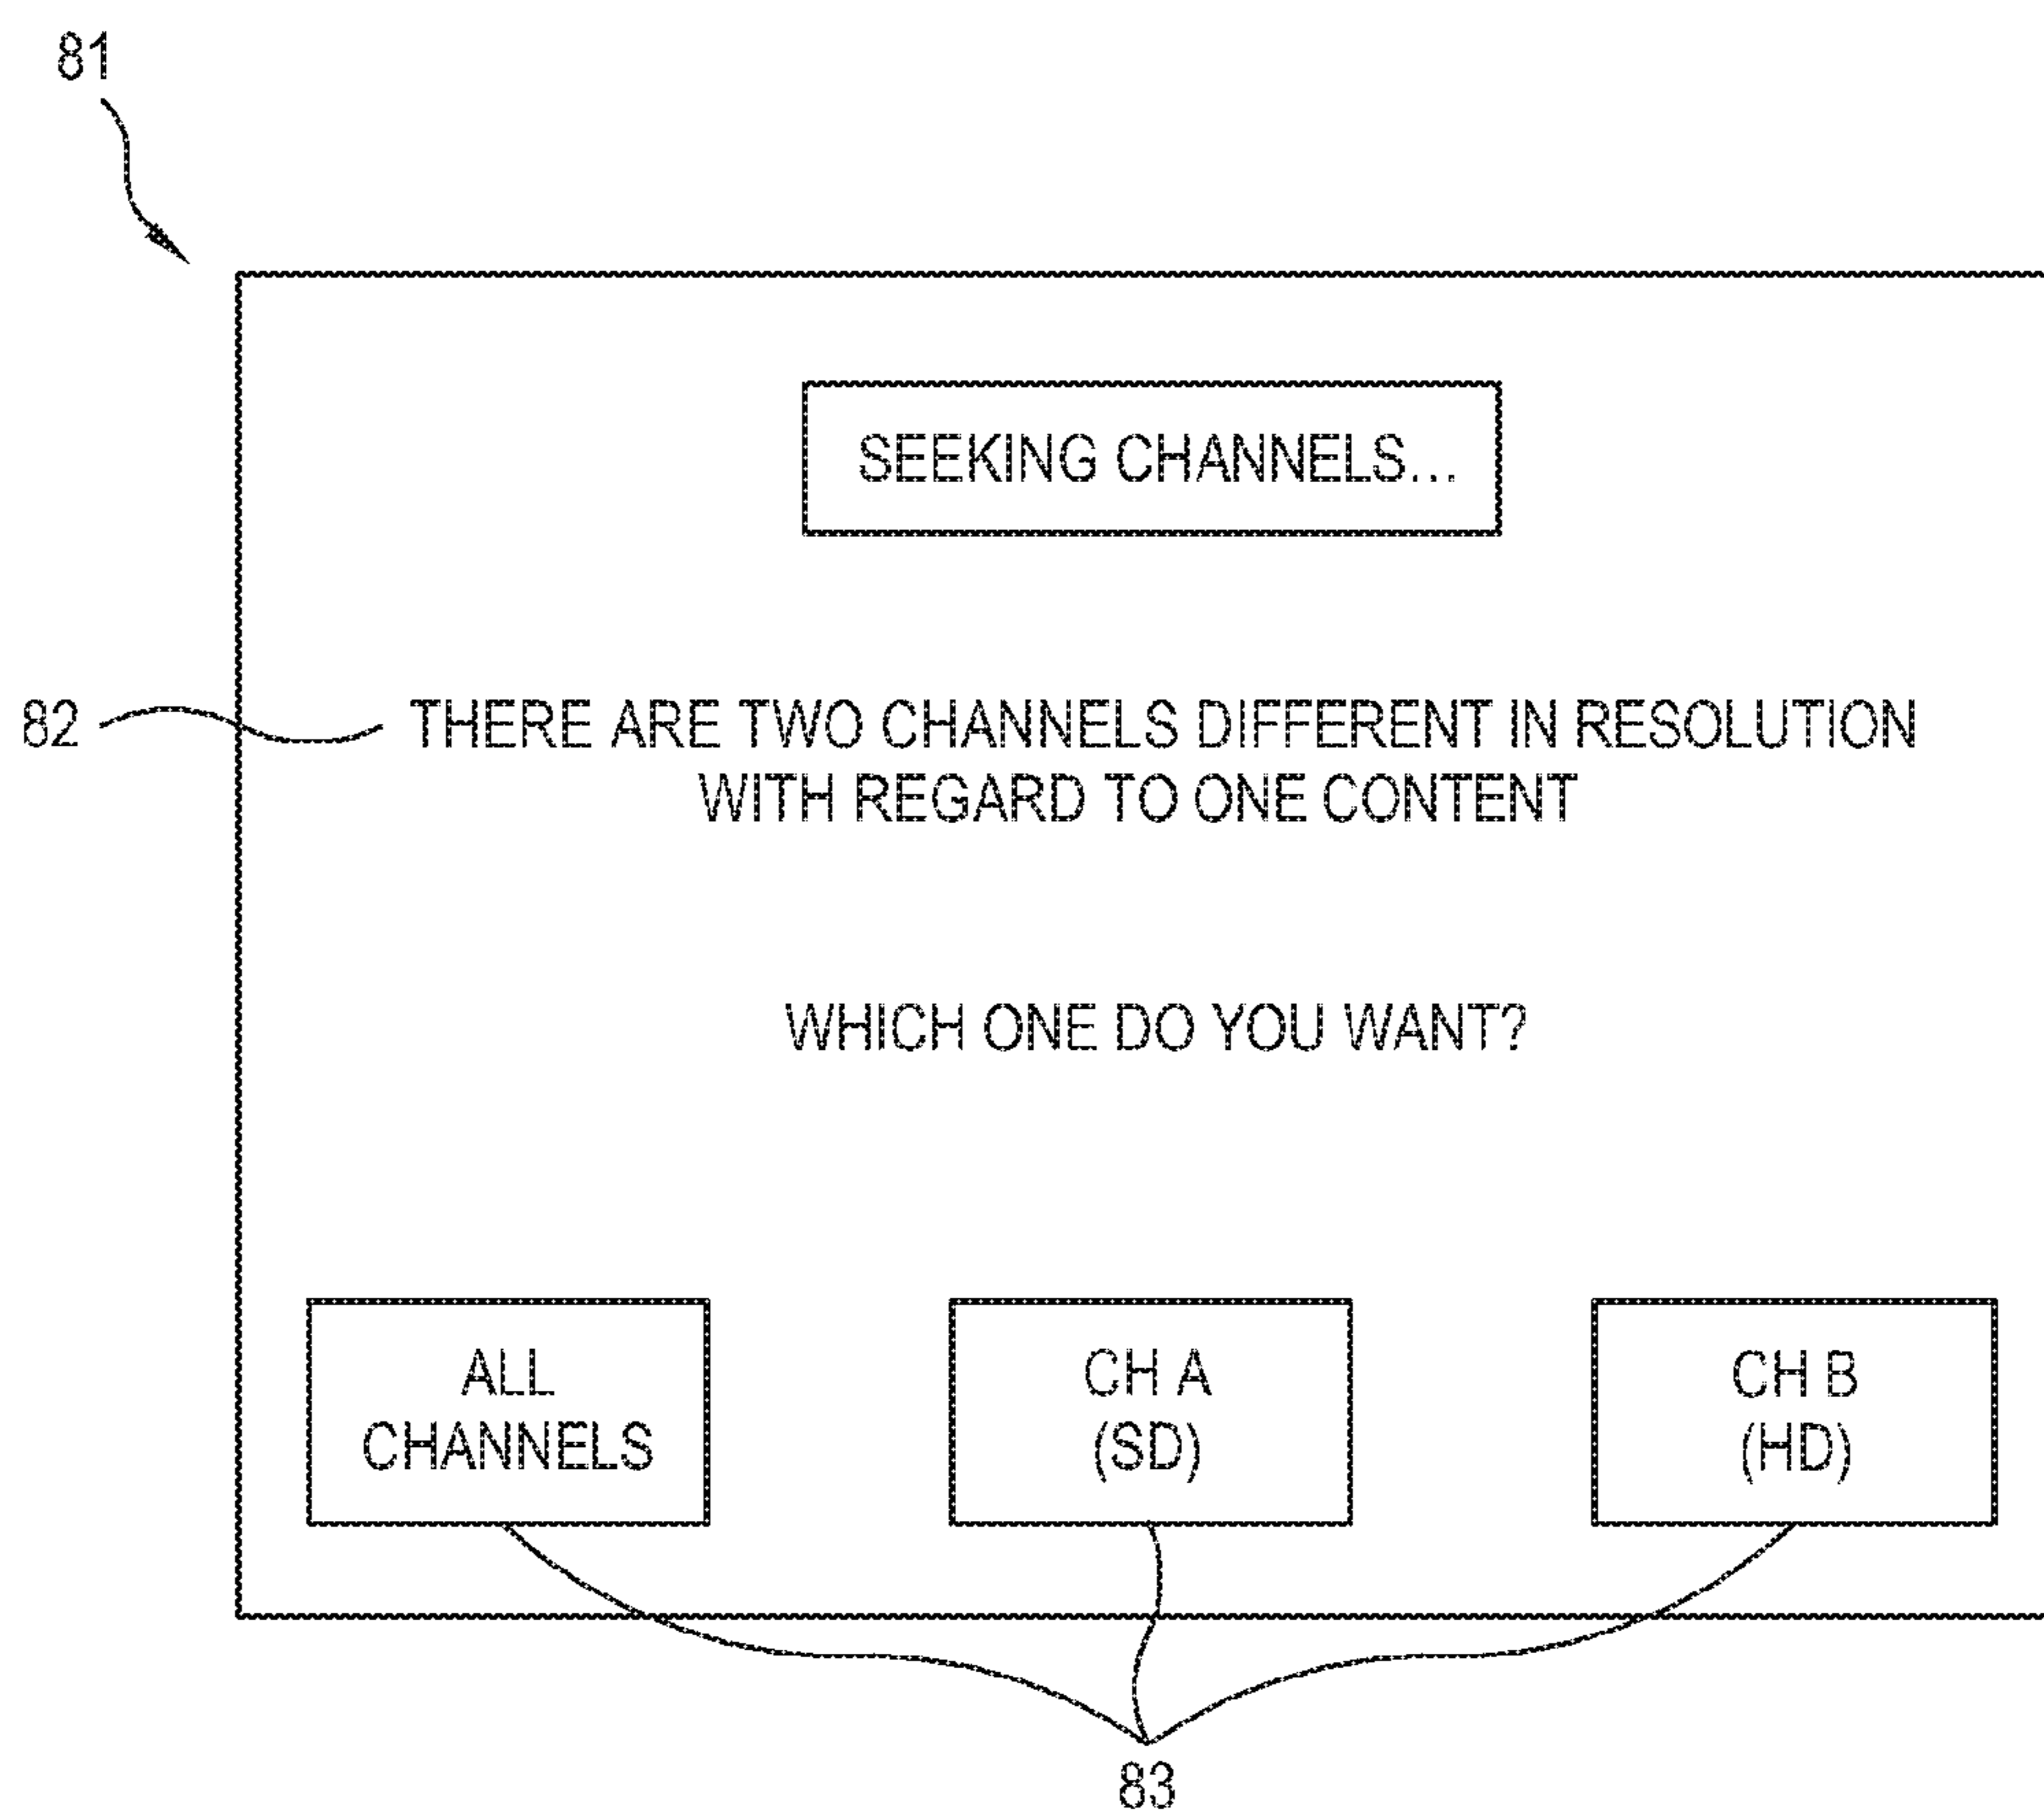 81
SEEKING CHANNELS...
82
THERE ARE TWO CHANNELS DIFFERENT IN RESOLUTION
WITH REGARD TO ONE CONTENT
WHICH ONE DO YOU WANT?
ALL
CHANNELS
CH A
(SD)
CH B
(HD)
83